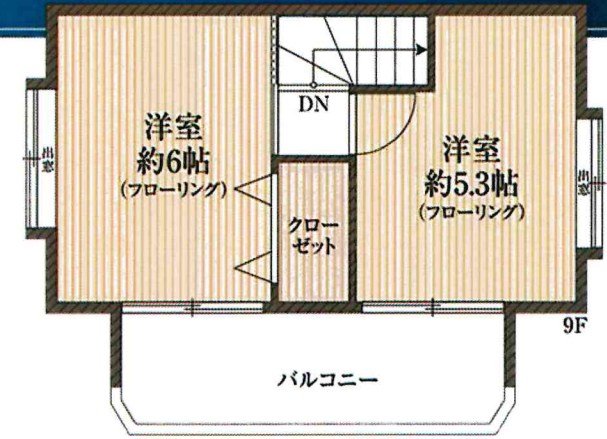 洋室
約6帖
(フローリング)
出窓
DN
クロー
ゼット
洋室
約5.3帖
(フローリング)
出窓
9F
バルコニー